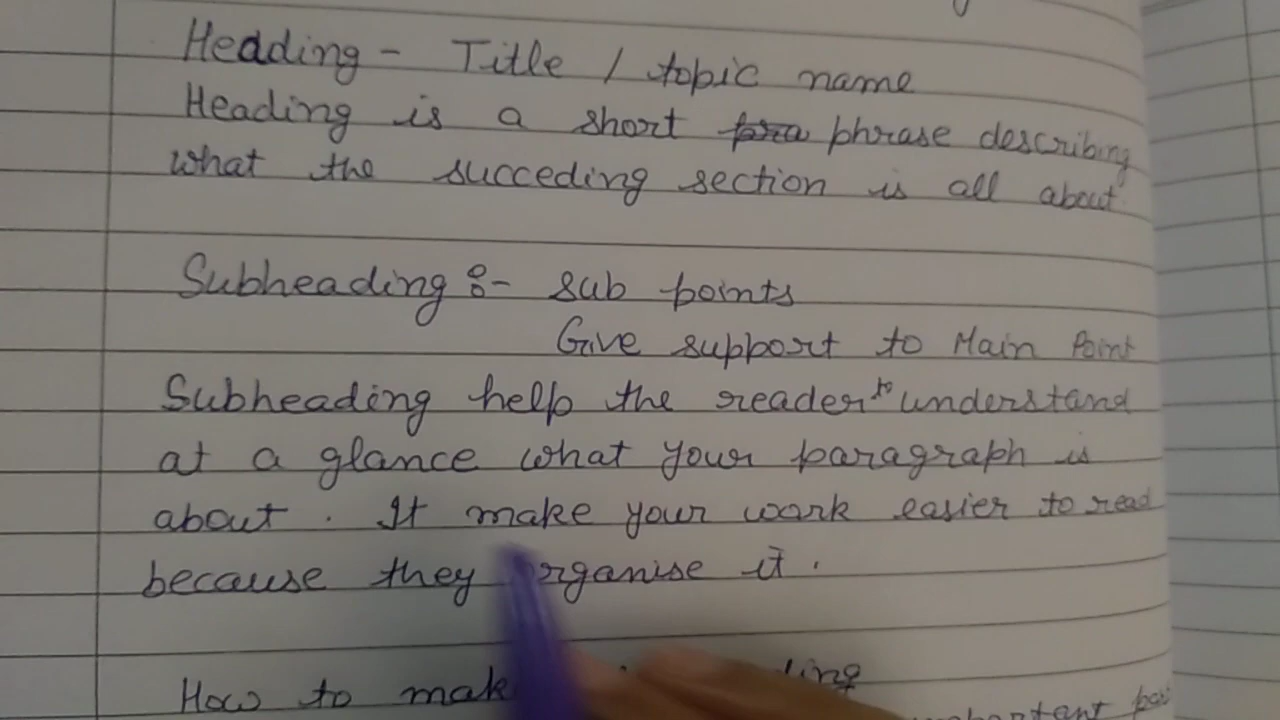 Heading - Title / topic name
Heading is a short phrase describing
what the succeding section is all about
Subheading :- sub points
Give support to Main Point
Subheading help the reader to understand
at a glance what your paragraph is
about. It make your work easier to read
because they organise it.
How to